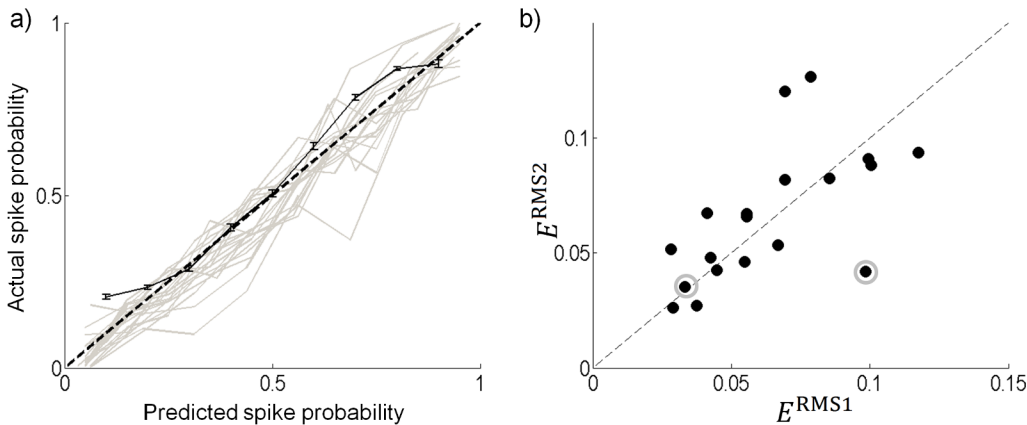 a)
1
0.5
0
0
0.5
1
Actual spike probability
Predicted spike probability
b)
0.1
0.05
0
0
0.05
0.1
0.15
E^RMS2
E^RMS1